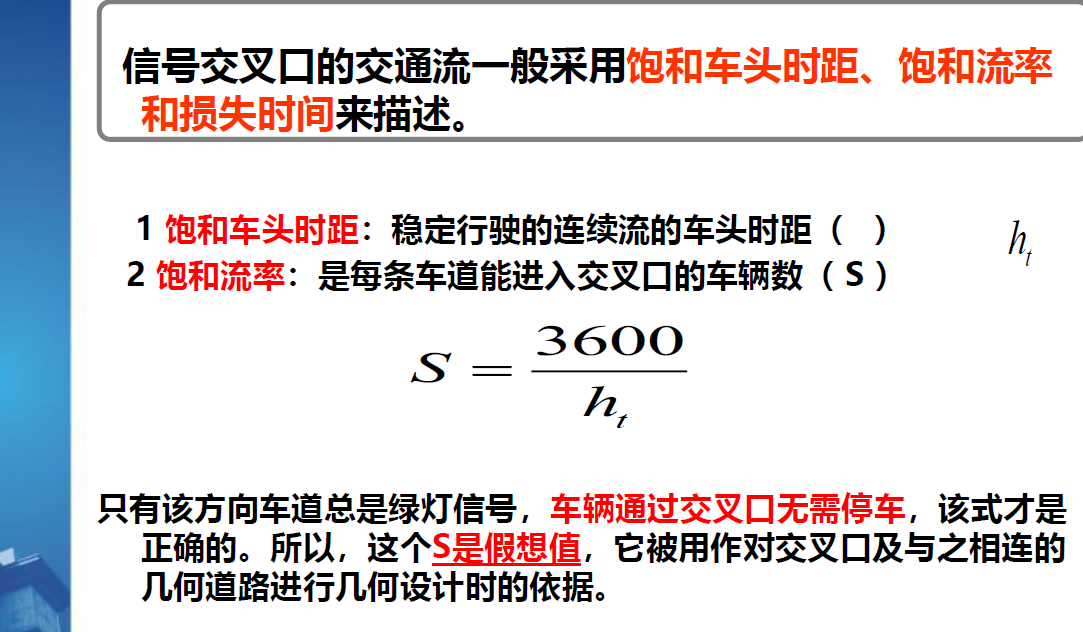 信号交叉口的交通流一般采用饱和车头时距、饱和流率
和损失时间来描述。
1 饱和车头时距：稳定行驶的连续流的车头时距（ ） h_t
2 饱和流率：是每条车道能进入交叉口的车辆数（S）
S = 3600 / h_t
只有该方向车道总是绿灯信号，车辆通过交叉口无需停车，该式才是
正确的。所以，这个S是假想值，它被用作对交叉口及与之相连的
几何道路进行几何设计时的依据。